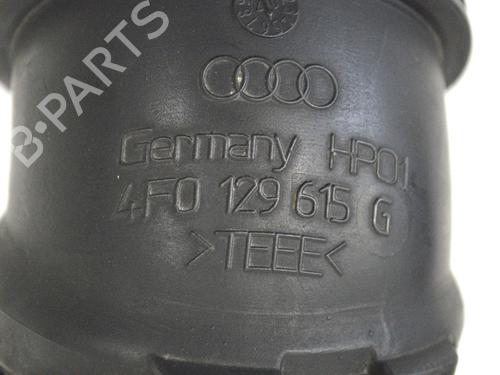 Germany HP01
4F0 129 615 G
>TEEE<
B-PARTS